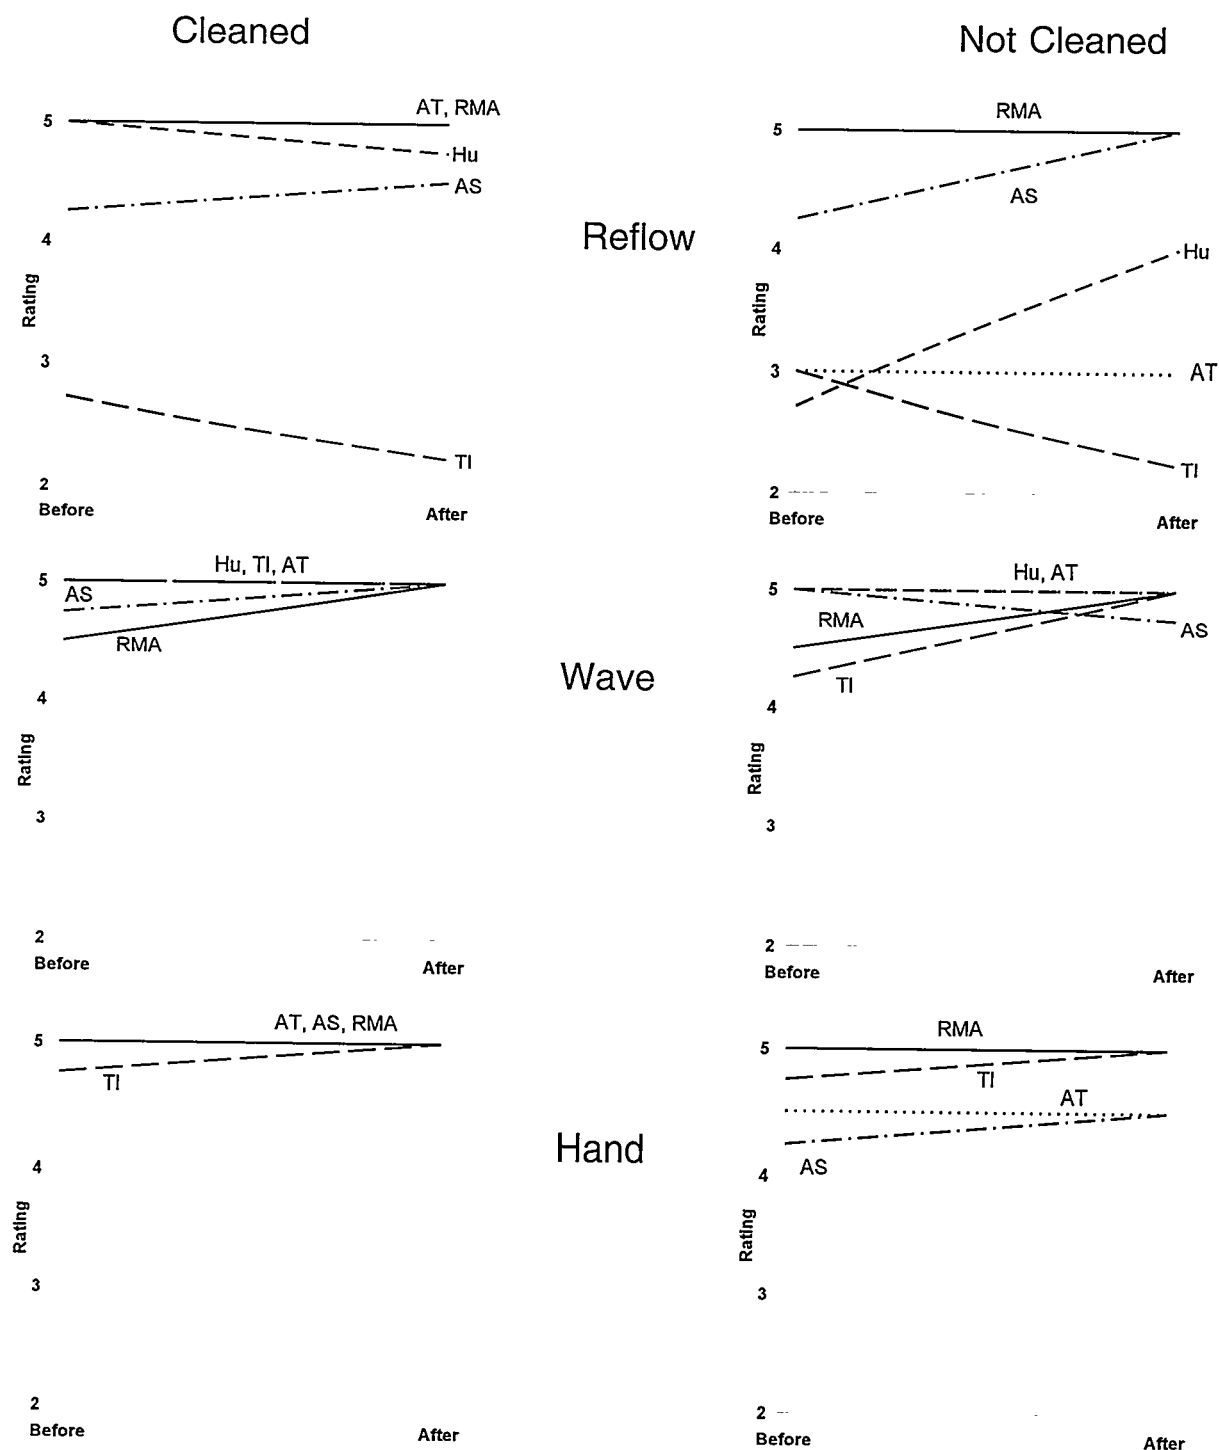 Cleaned
Not Cleaned
AT, RMA
5
Hu
AS
4
Rating
3
TI
2
Before
After
RMA
5
AS
4
Hu
Rating
3
AT
TI
2
Before
After
Reflow
Hu, TI, AT
5
AS
RMA
4
Rating
3
2
Before
After
Hu, AT
5
RMA
AS
TI
4
Rating
3
2
Before
After
Wave
AT, AS, RMA
5
TI
4
Rating
3
2
Before
After
RMA
5
TI
AT
AS
4
Rating
3
2
Before
After
Hand